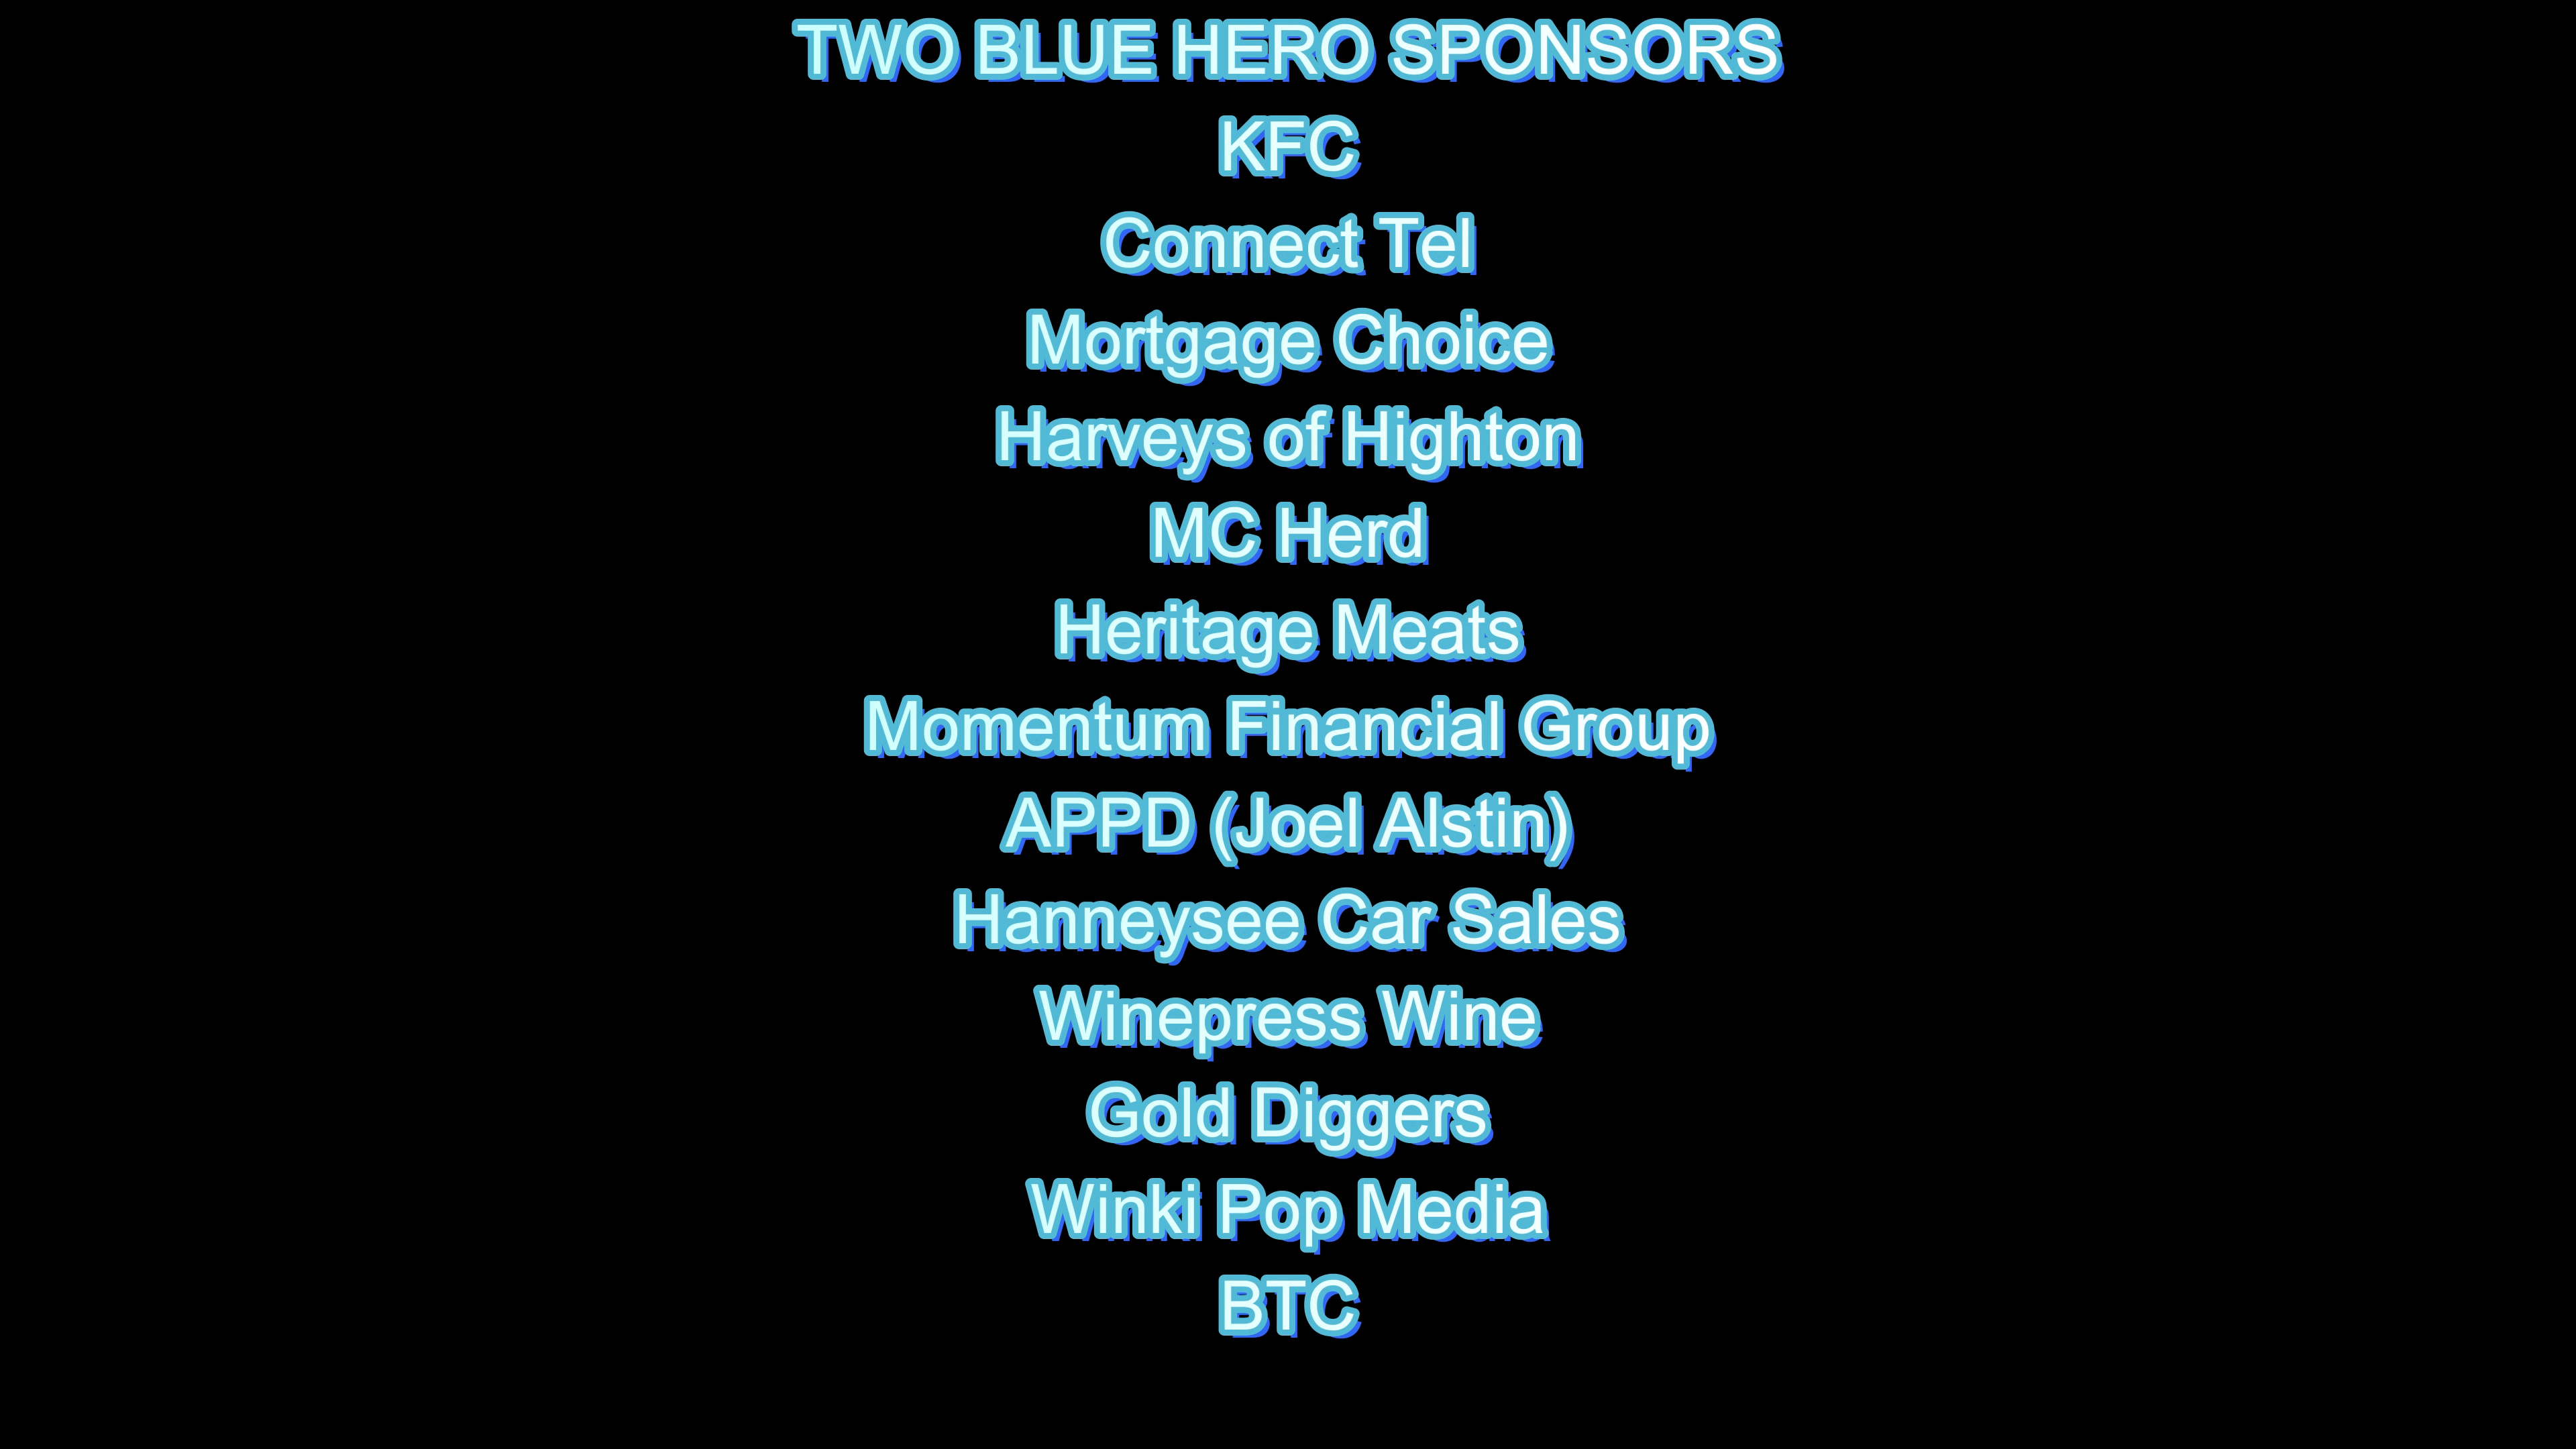 TWO BLUE HERO SPONSORS
KFC
Connect Tel
Mortgage Choice
Harveys of Highton
MC Herd
Heritage Meats
Momentum Financial Group
APPD (Joel Alstin)
Hanneysee Car Sales
Winepress Wine
Gold Diggers
Winki Pop Media
BTC